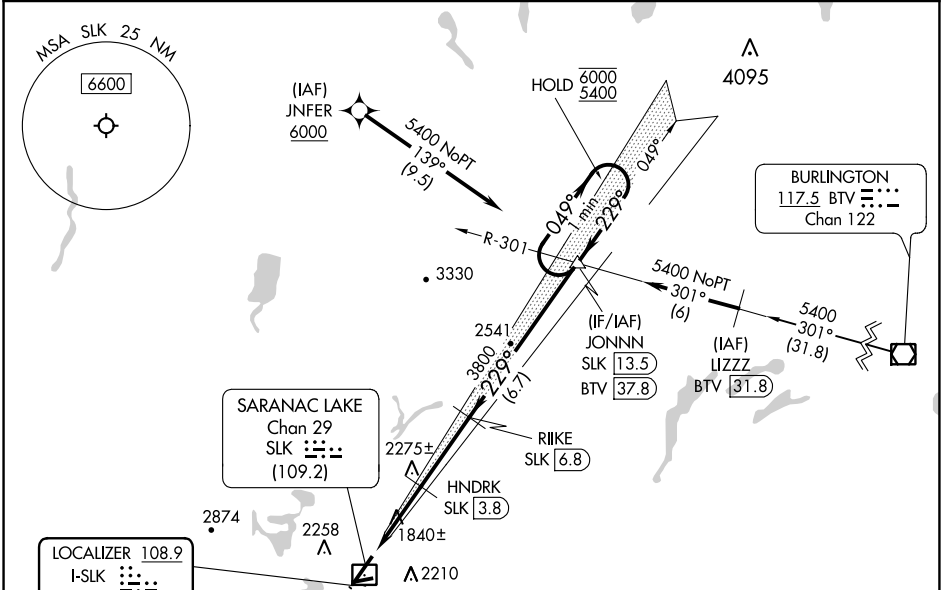 MSA SLK 25 NM
6600
(IAF)
JNFER
6000
5400 NoPT
139°
(9.5)
HOLD 6000
5400
4095
049°
049°
1 min
229°
R-301
3330
BURLINGTON
117.5 BTV
Chan 122
5400 NoPT
301°
(6)
5400
301°
(31.8)
(IF/IAF)
JONNN
SLK 13.5
BTV 37.8
(IAF)
LIZZZ
BTV 31.8
2541
3800
229°
(6.7)
SARANAC LAKE
Chan 29
SLK
(109.2)
RIIKE
SLK 6.8
2275±
HNDRK
SLK 3.8
2874
2258
1840±
LOCALIZER 108.9
I-SLK
2210